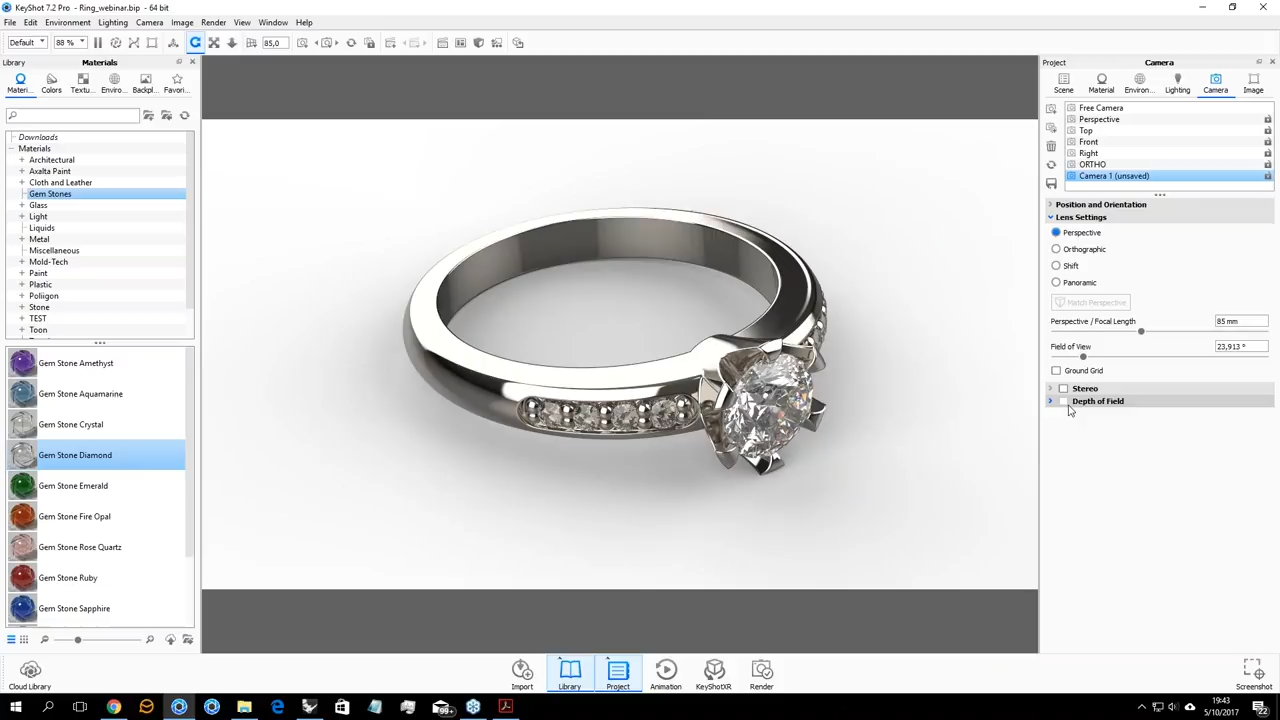 KeyShot 7.2 Pro - Ring_webinar.bip - 64 bit
File Edit Environment Lighting Camera Image Render View Window Help
Default 88 % 85,0
Library Materials
Materi... Colors Textu... Enviro... Backpl... Favori...
Downloads
Materials
Architectural
Axalta Paint
Cloth and Leather
Gem Stones
Glass
Light
Liquids
Metal
Miscellaneous
Mold-Tech
Paint
Plastic
Poliigon
Stone
TEST
Toon
Gem Stone Amethyst
Gem Stone Aquamarine
Gem Stone Crystal
Gem Stone Diamond
Gem Stone Emerald
Gem Stone Fire Opal
Gem Stone Rose Quartz
Gem Stone Ruby
Gem Stone Sapphire
Project Camera
Scene Material Environ... Lighting Camera Image
Free Camera
Perspective
Top
Front
Right
ORTHO
Camera 1 (unsaved)
Position and Orientation
Lens Settings
Perspective
Orthographic
Shift
Panoramic
Match Perspective
Perspective / Focal Length 85 mm
Field of View 23,913 °
Ground Grid
Stereo
Depth of Field
Cloud Library Import Library Project Animation KeyShotXR Render Screenshot
99+
19:43
5/10/2017
22